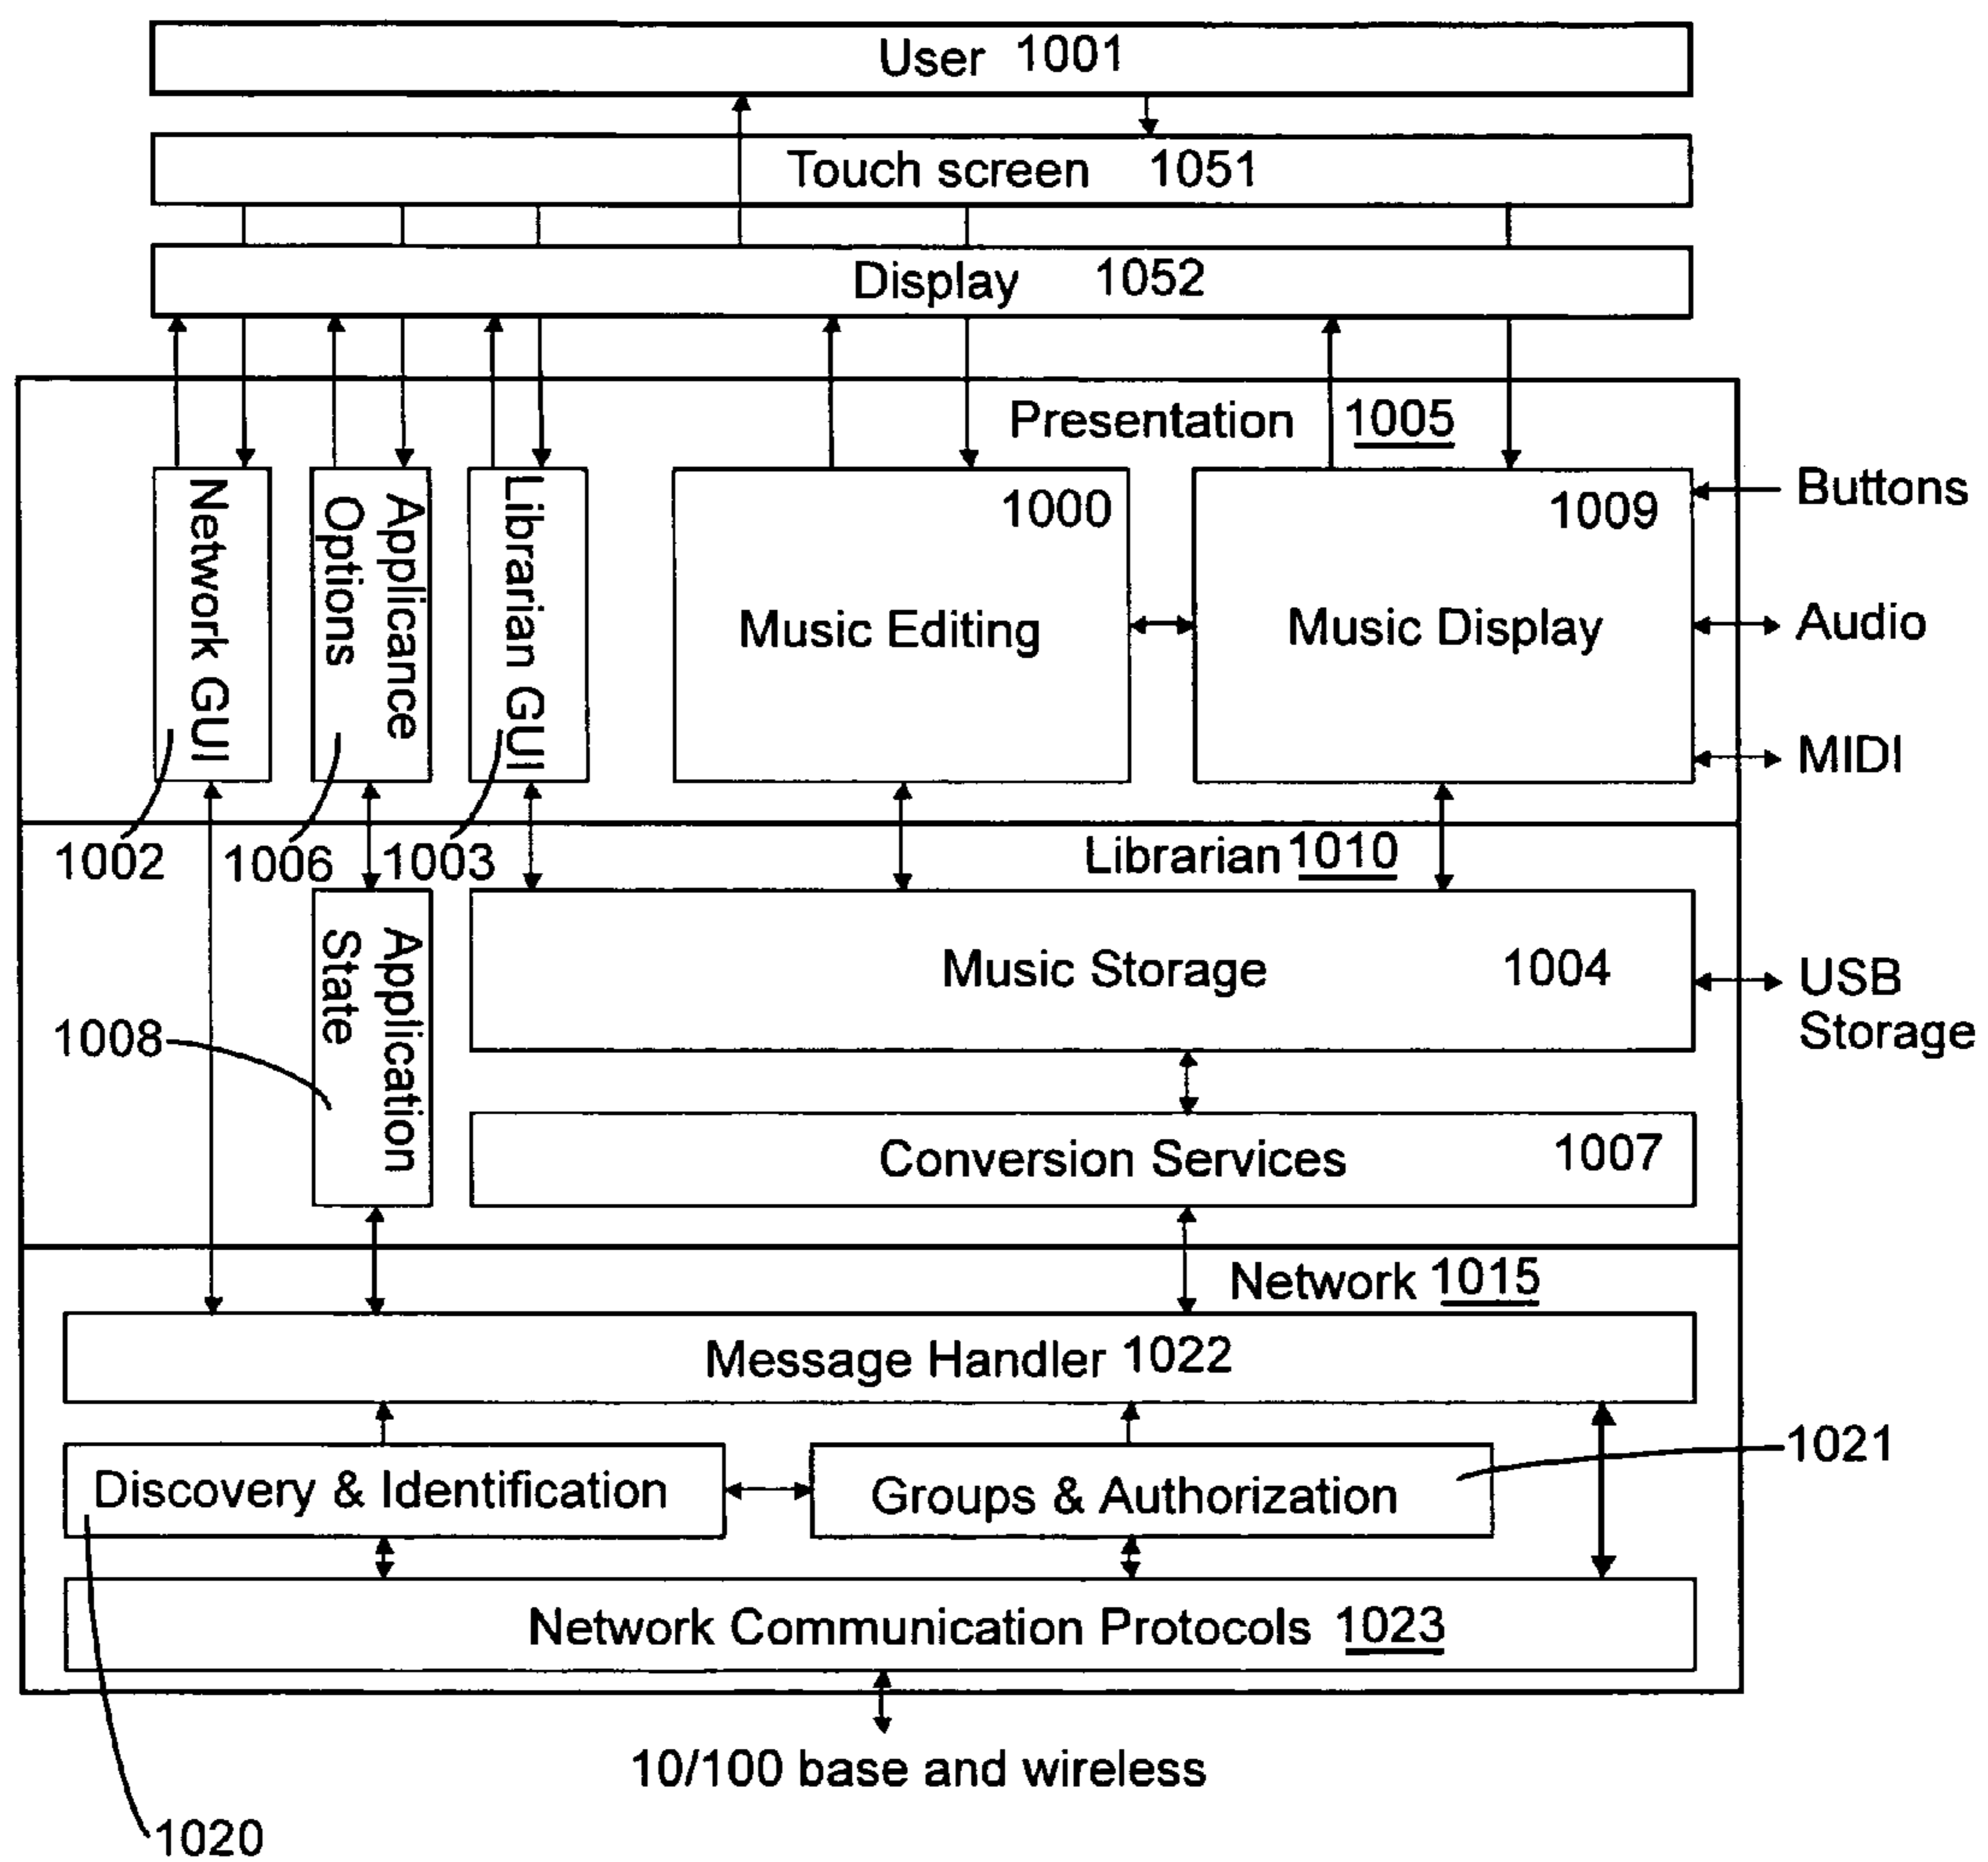 User 1001
Touch screen 1051
Display 1052
Presentation 1005
Network GUI
Applicance
Options
Librarian GUI
1000
Music Editing
1009
Music Display
Buttons
Audio
MIDI
1002
1006
1003
Librarian 1010
Application
State
1008
Music Storage 1004
USB
Storage
Conversion Services 1007
Network 1015
Message Handler 1022
Discovery & Identification
Groups & Authorization
1021
Network Communication Protocols 1023
10/100 base and wireless
1020